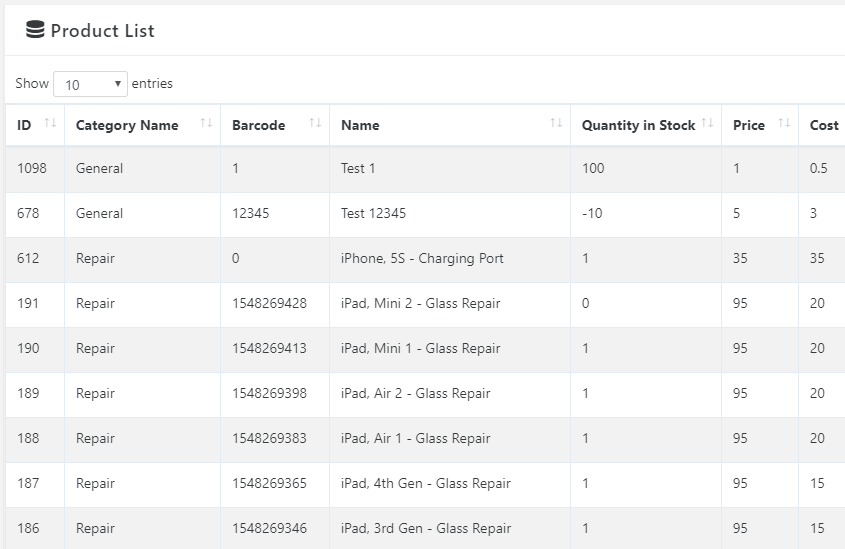 Product List
Show 10 entries
ID Category Name Barcode Name Quantity in Stock Price Cost
1098 General 1 Test 1 100 1 0.5
678 General 12345 Test 12345 -10 5 3
612 Repair 0 iPhone, 5S - Charging Port 1 35 35
191 Repair 1548269428 iPad, Mini 2 - Glass Repair 0 95 20
190 Repair 1548269413 iPad, Mini 1 - Glass Repair 1 95 20
189 Repair 1548269398 iPad, Air 2 - Glass Repair 1 95 20
188 Repair 1548269383 iPad, Air 1 - Glass Repair 1 95 20
187 Repair 1548269365 iPad, 4th Gen - Glass Repair 1 95 15
186 Repair 1548269346 iPad, 3rd Gen - Glass Repair 1 95 15